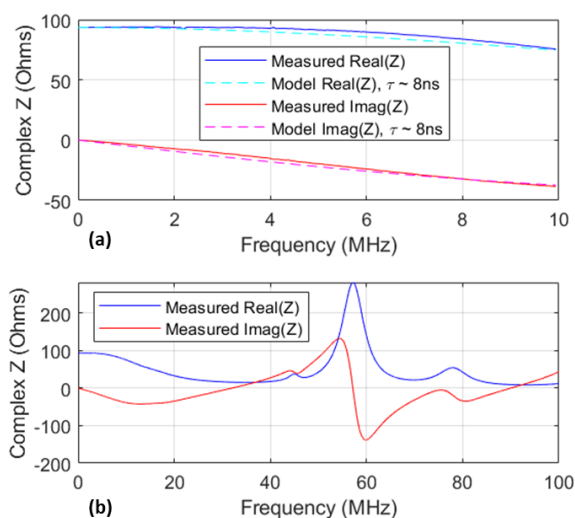 100
50
0
-50
Complex Z (Ohms)
Measured Real(Z)
Model Real(Z), τ ~ 8ns
Measured Imag(Z)
Model Imag(Z), τ ~ 8ns
0 2 4 6 8 10
(a) Frequency (MHz)
200
100
0
-100
-200
Complex Z (Ohms)
Measured Real(Z)
Measured Imag(Z)
0 20 40 60 80 100
(b) Frequency (MHz)